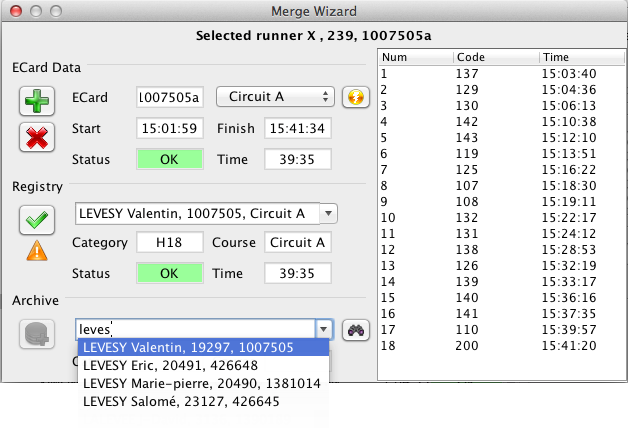 Merge Wizard
Selected runner X , 239, 1007505a
ECard Data
ECard 1007505a Circuit A
Start 15:01:59 Finish 15:41:34
Status OK Time 39:35
Registry
LEVESY Valentin, 1007505, Circuit A
Category H18 Course Circuit A
Status OK Time 39:35
Archive
leves
LEVESY Valentin, 19297, 1007505
LEVESY Eric, 20491, 426648
LEVESY Marie-pierre, 20490, 1381014
LEVESY Salomé, 23127, 426645
Num Code Time
1 137 15:03:40
2 129 15:04:36
3 130 15:06:13
4 142 15:10:38
5 143 15:12:10
6 119 15:13:51
7 125 15:16:22
8 107 15:18:30
9 108 15:19:11
10 132 15:22:17
11 131 15:24:12
12 138 15:28:53
13 126 15:32:19
14 139 15:33:17
15 140 15:36:16
16 141 15:37:35
17 110 15:39:57
18 200 15:41:20